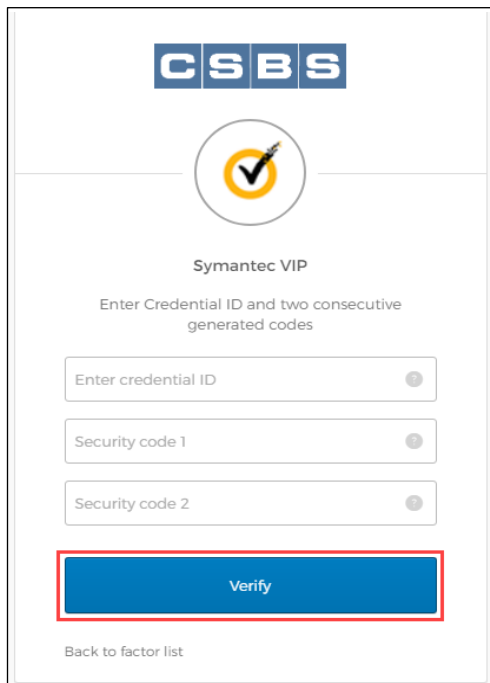 CSBS
Symantec VIP
Enter Credential ID and two consecutive
generated codes
Enter credential ID ?
Security code 1 ?
Security code 2 ?
Verify
Back to factor list